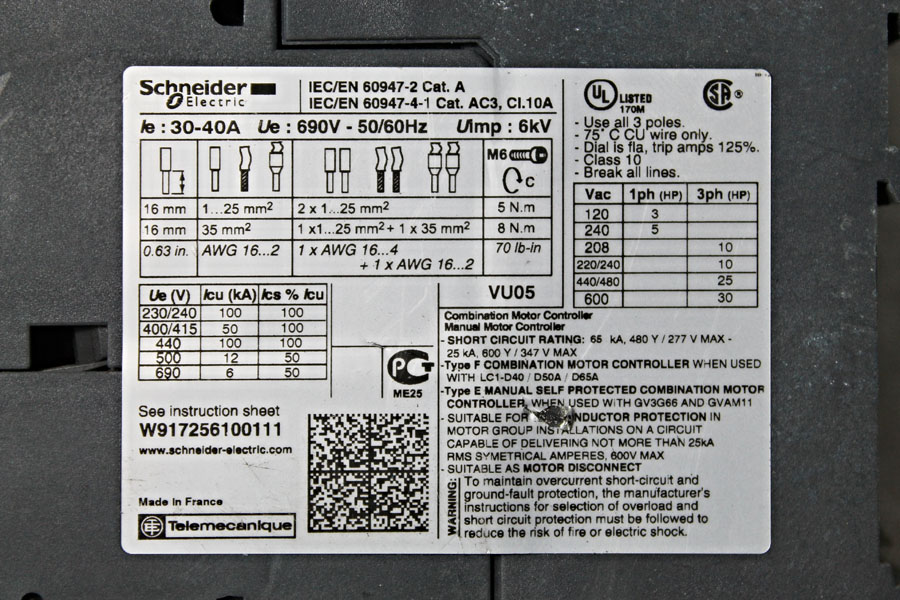 Schneider Electric
IEC/EN 60947-2 Cat. A
IEC/EN 60947-4-1 Cat. AC3, Cl.10A
Ie : 30-40A Ue : 690V - 50/60Hz Uimp : 6kV
M6
C
16 mm 1...25 mm² 2 x 1...25 mm² 5 N.m
16 mm 35 mm² 1 x1...25 mm² + 1 x 35 mm² 8 N.m
0.63 in. AWG 16...2 1 x AWG 16...4 70 lb-in
+ 1 x AWG 16...2
Ue (V) Icu (kA) Ics % Icu
230/240 100 100
400/415 50 100
440 100 100
500 12 50
690 6 50
PCT
ME25
See instruction sheet
W917256100111
www.schneider-electric.com
Made in France
Telemecanique
UL LISTED
170M
SA ®
- Use all 3 poles.
- 75° C CU wire only.
- Dial is fla, trip amps 125%.
- Class 10
- Break all lines.
Vac 1ph (HP) 3ph (HP)
120 3
240 5
208 10
220/240 10
440/480 25
600 30
VU05
Combination Motor Controller
Manual Motor Controller
- SHORT CIRCUIT RATING: 65 kA, 480 Y / 277 V MAX -
25 kA, 600 Y / 347 V MAX
-Type F COMBINATION MOTOR CONTROLLER WHEN USED
WITH LC1-D40 / D50A / D65A
-Type E MANUAL SELF PROTECTED COMBINATION MOTOR
CONTROLLER, WHEN USED WITH GV3G66 AND GVAM11
- SUITABLE FOR INDUCTOR PROTECTION IN
MOTOR GROUP INSTALLATIONS ON A CIRCUIT
CAPABLE OF DELIVERING NOT MORE THAN 25kA
RMS SYMETRICAL AMPERES, 600V MAX
- SUITABLE AS MOTOR DISCONNECT
WARNING:
To maintain overcurrent short-circuit and
ground-fault protection, the manufacturer's
instructions for selection of overload and
short circuit protection must be followed to
reduce the risk of fire or electric shock.